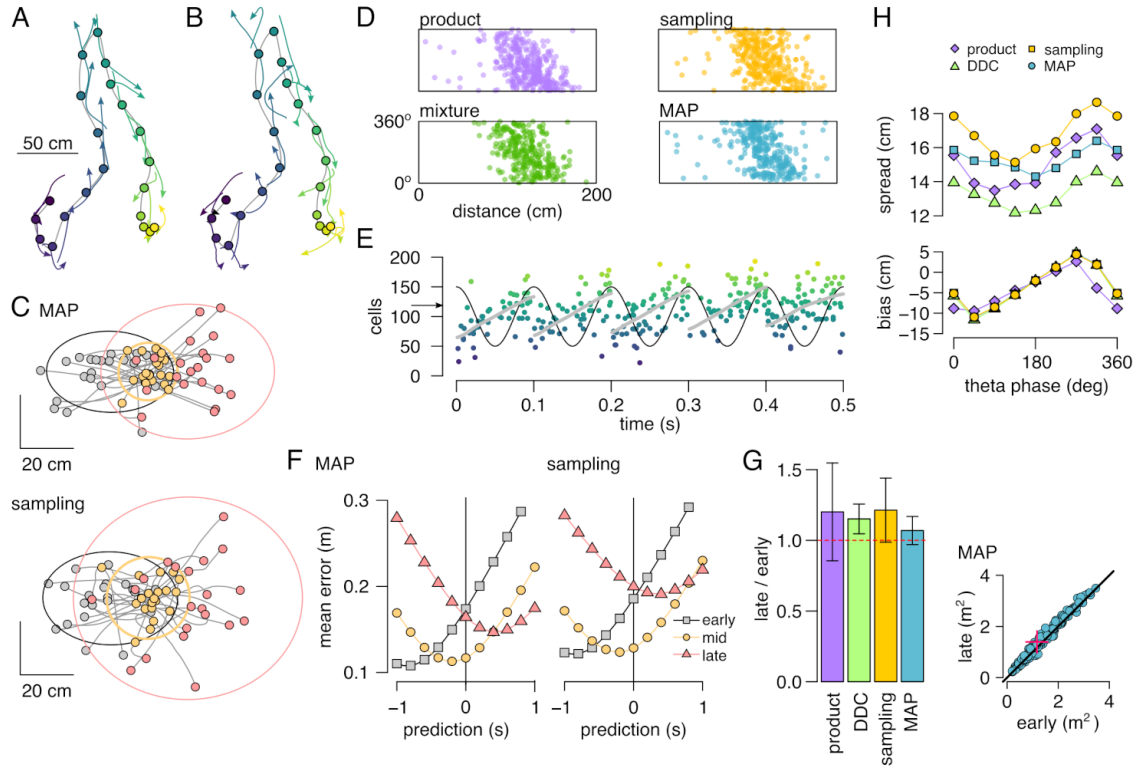 A
B
50 cm
C MAP
20 cm
sampling
20 cm
D
product
sampling
mixture
MAP
360°
0°
0
200
distance (cm)
E
200
150
100
50
0
cells
0 0.1 0.2 0.3 0.4 0.5
time (s)
F MAP
sampling
0.3
0.2
0.1
mean error (m)
early
mid
late
−1 0 1
prediction (s)
−1 0 1
prediction (s)
G
1.5
1.0
0.5
0.0
late / early
product
DDC
sampling
MAP
MAP
4
2
0
late (m²)
0 2 4
early (m²)
H
product
sampling
DDC
MAP
18
16
14
12
spread (cm)
5
0
−5
−10
−15
bias (cm)
0 180 360
theta phase (deg)